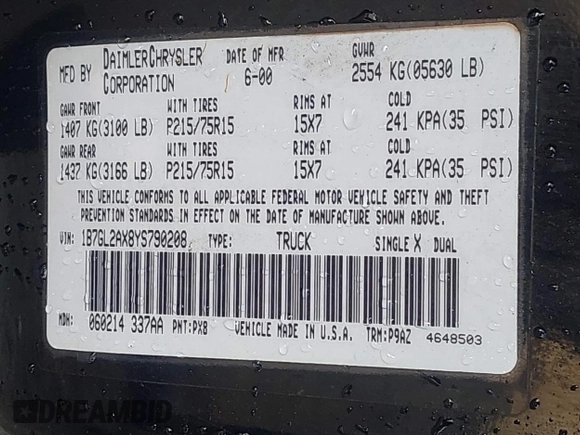 MFD BY DAIMLERCHRYSLER CORPORATION
DATE OF MFR 6-00
GVWR 2554 KG(05630 LB)
GAWR FRONT WITH TIRES RIMS AT COLD
1407 KG(3100 LB) P215/75R15 15X7 241 KPA(35 PSI)
GAWR REAR WITH TIRES RIMS AT COLD
1437 KG(3166 LB) P215/75R15 15X7 241 KPA(35 PSI)
THIS VEHICLE CONFORMS TO ALL APPLICABLE FEDERAL MOTOR VEHICLE SAFETY AND THEFT
PREVENTION STANDARDS IN EFFECT ON THE DATE OF MANUFACTURE SHOWN ABOVE.
VIN: 1B7GL2AX8YS790208 TYPE: TRUCK SINGLE X DUAL
MDH: 060214 337AA PNT:PX8 VEHICLE MADE IN U.S.A. TRM:P9AZ 4648503
DREAMBID